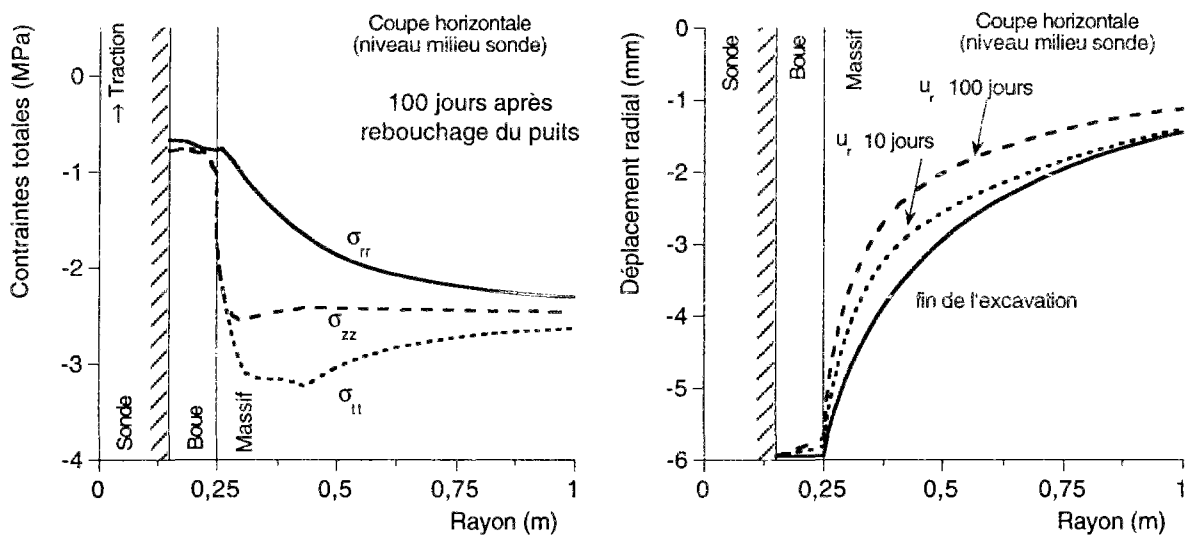 Coupe horizontale
(niveau milieu sonde)
100 jours après
rebouchage du puits
Contraintes totales (MPa)
→ Traction
0
-1
-2
-3
-4
σrr
σzz
σtt
Sonde
Boue
Massif
0
0,25
0,5
0,75
1
Rayon (m)
Coupe horizontale
(niveau milieu sonde)
Déplacement radial (mm)
Sonde
Boue
Massif
0
-1
-2
-3
-4
-5
-6
ur 100 jours
ur 10 jours
fin de l'excavation
0
0,25
0,5
0,75
1
Rayon (m)